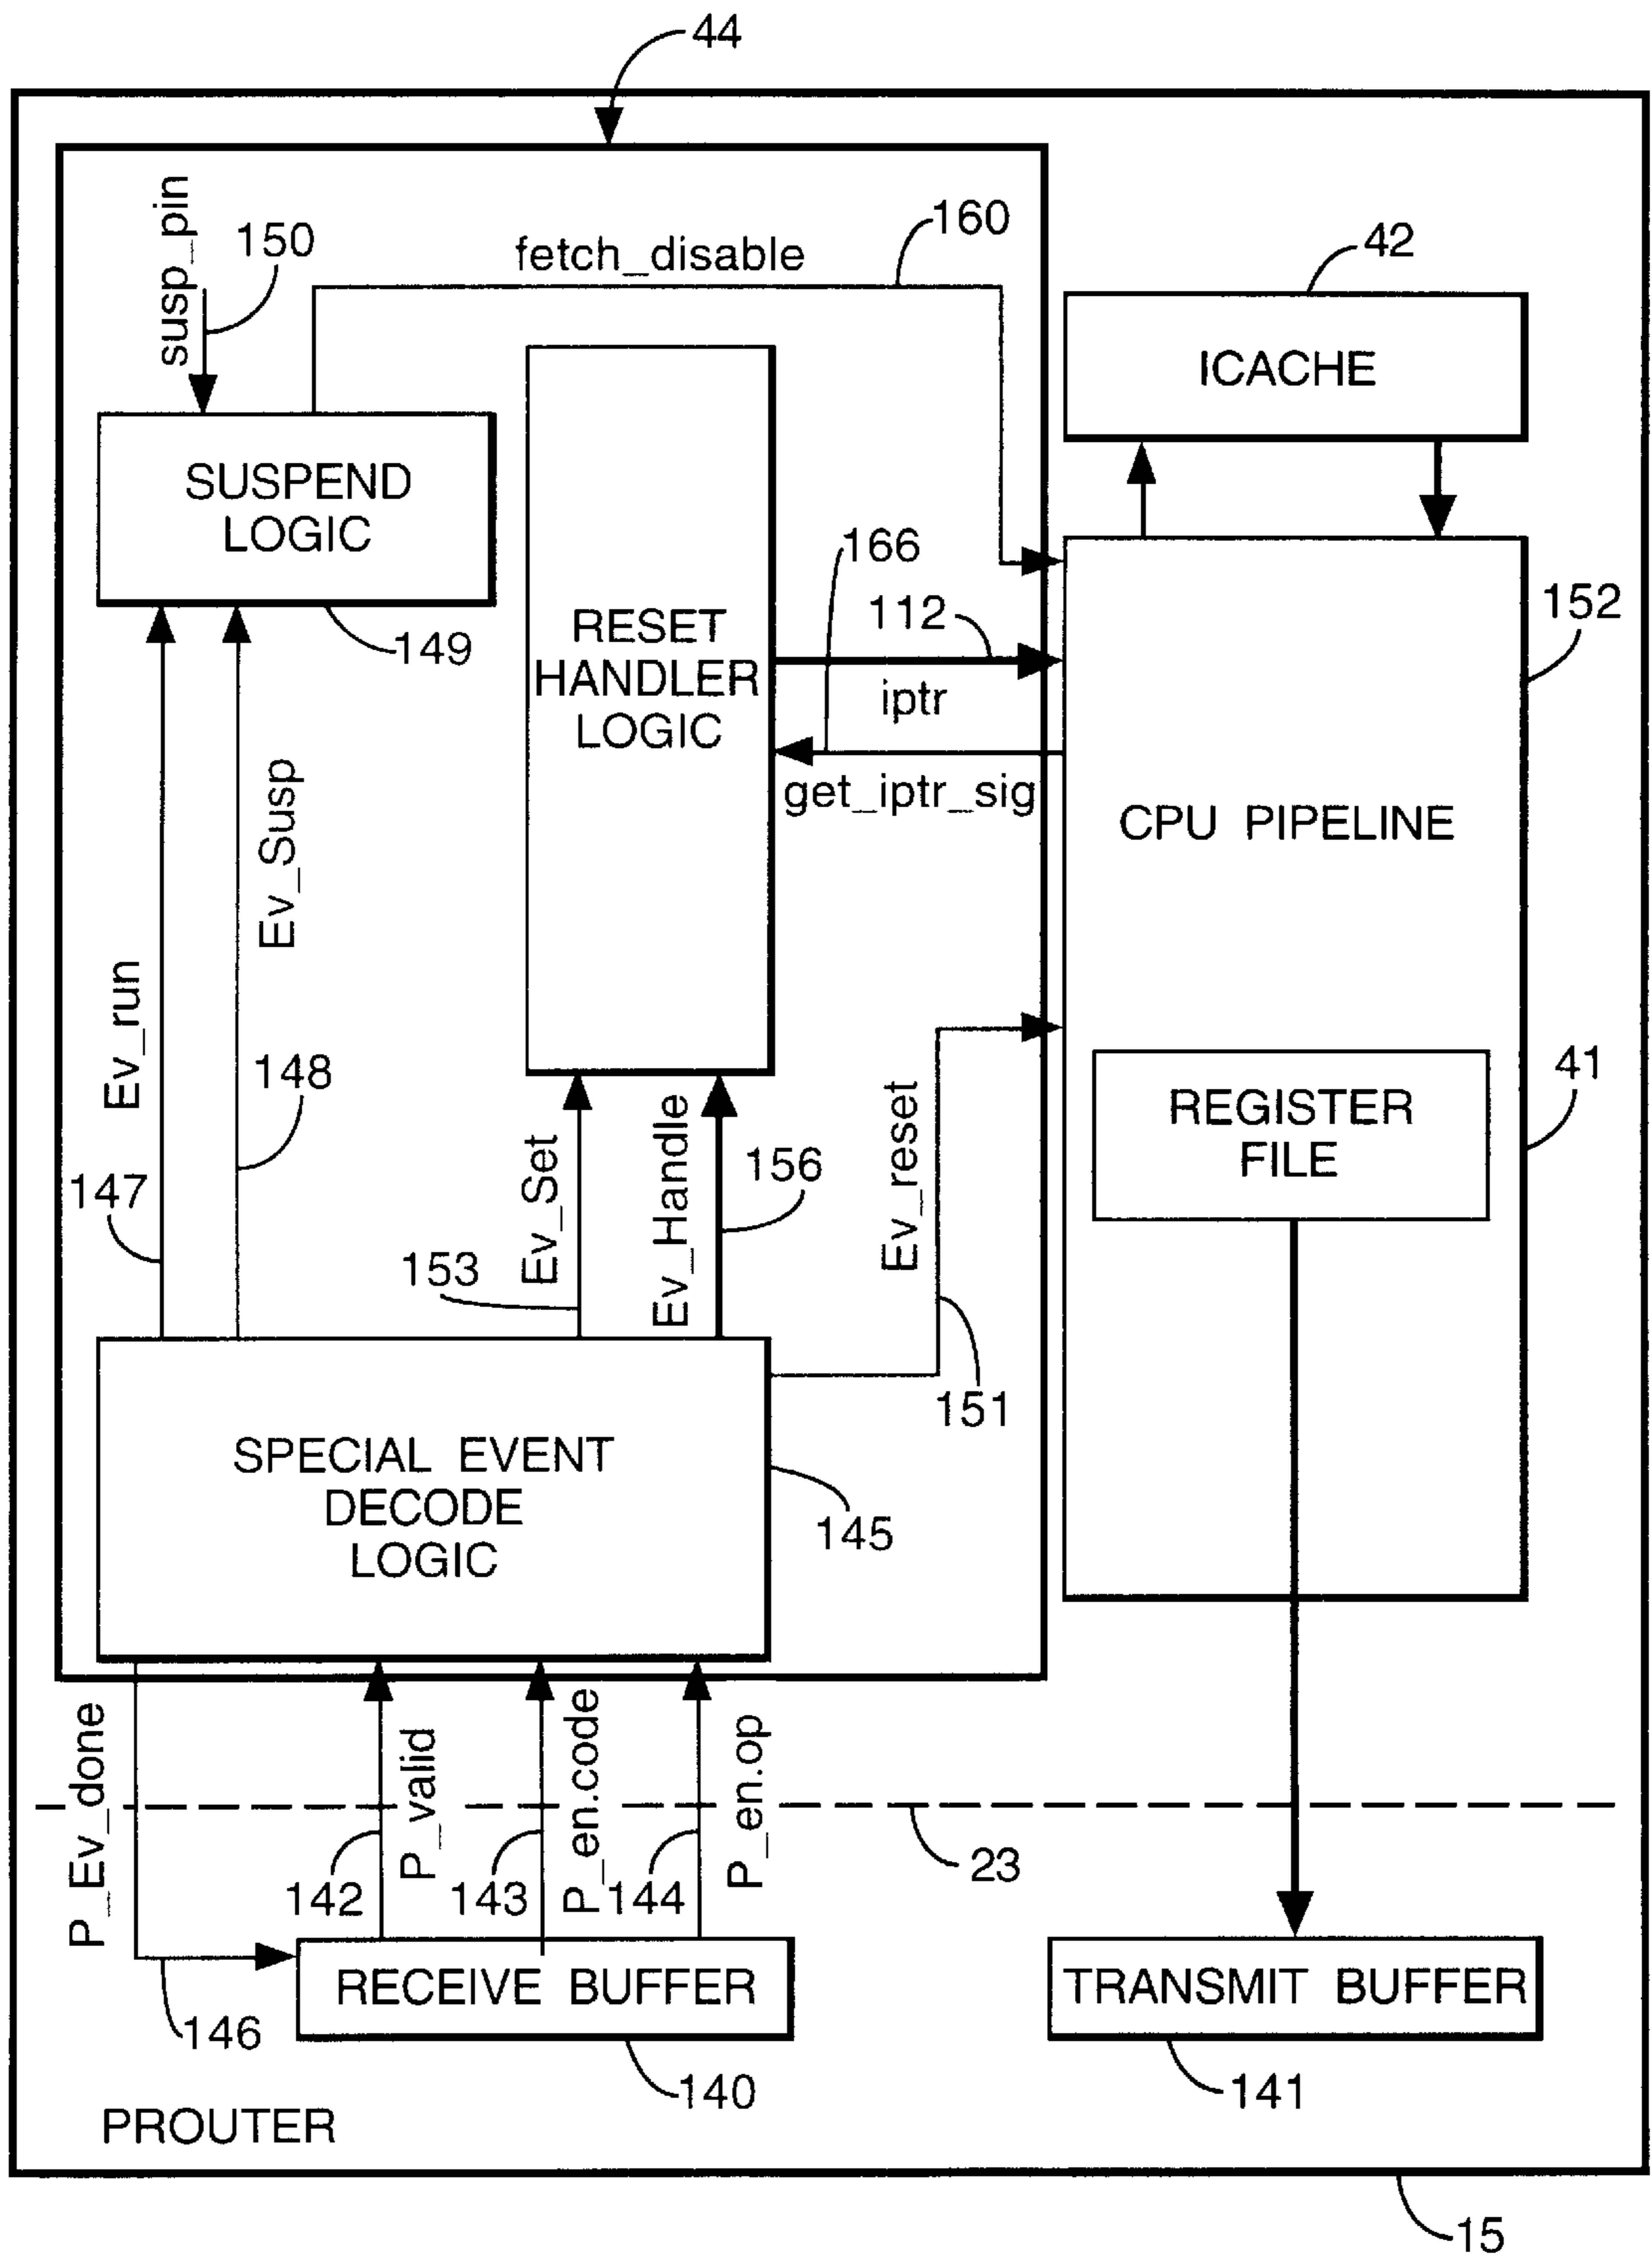 44
susp_pin
150
fetch_disable
160
42
ICACHE
SUSPEND
LOGIC
149
166
112
152
RESET
HANDLER
LOGIC
iptr
get_iptr_sig
CPU PIPELINE
Ev_run
Ev_Susp
148
147
153
Ev_Set
Ev_Handle
156
Ev_reset
151
41
REGISTER
FILE
SPECIAL EVENT
DECODE
LOGIC
145
P_Ev_done
P_valid
P_en.code
P_en.op
142
143
144
23
146
RECEIVE BUFFER
TRANSMIT BUFFER
140
141
PROUTER
15